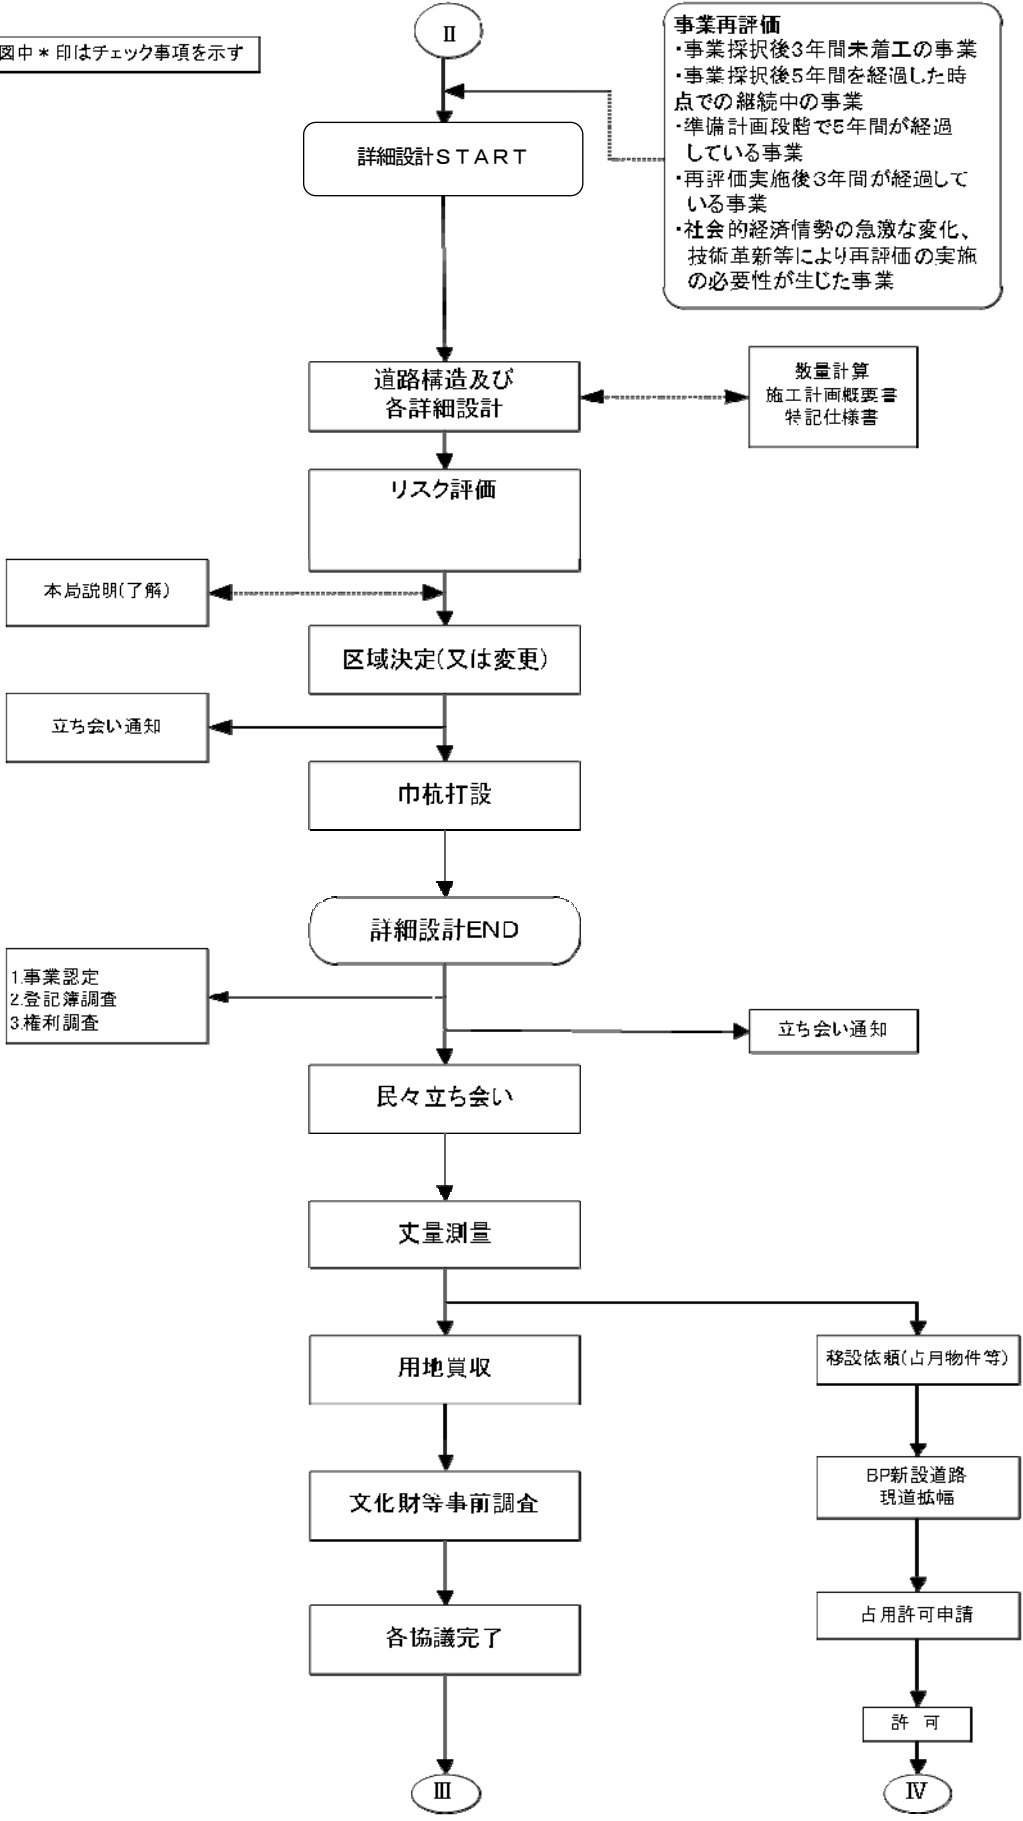 Ⅱ
図中＊印はチェック事項を示す
事業再評価
・事業採択後3年間未着工の事業
・事業採択後5年間を経過した時
点での継続中の事業
・準備計画段階で5年間が経過
している事業
・再評価実施後3年間が経過して
いる事業
・社会的経済情勢の急激な変化、
技術革新等により再評価の実施
の必要性が生じた事業
詳細設計ＳＴＡＲＴ
道路構造及び
各詳細設計
数量計算
施工計画概要書
特記仕様書
リスク評価
本局説明(了解)
区域決定(又は変更)
立ち会い通知
巾杭打設
詳細設計END
1.事業認定
2.登記簿調査
3.権利調査
立ち会い通知
民々立ち会い
丈量測量
用地買収
移設依頼(占用物件等)
文化財等事前調査
BP新設道路
現道拡幅
各協議完了
占用許可申請
許　可
Ⅲ
Ⅳ